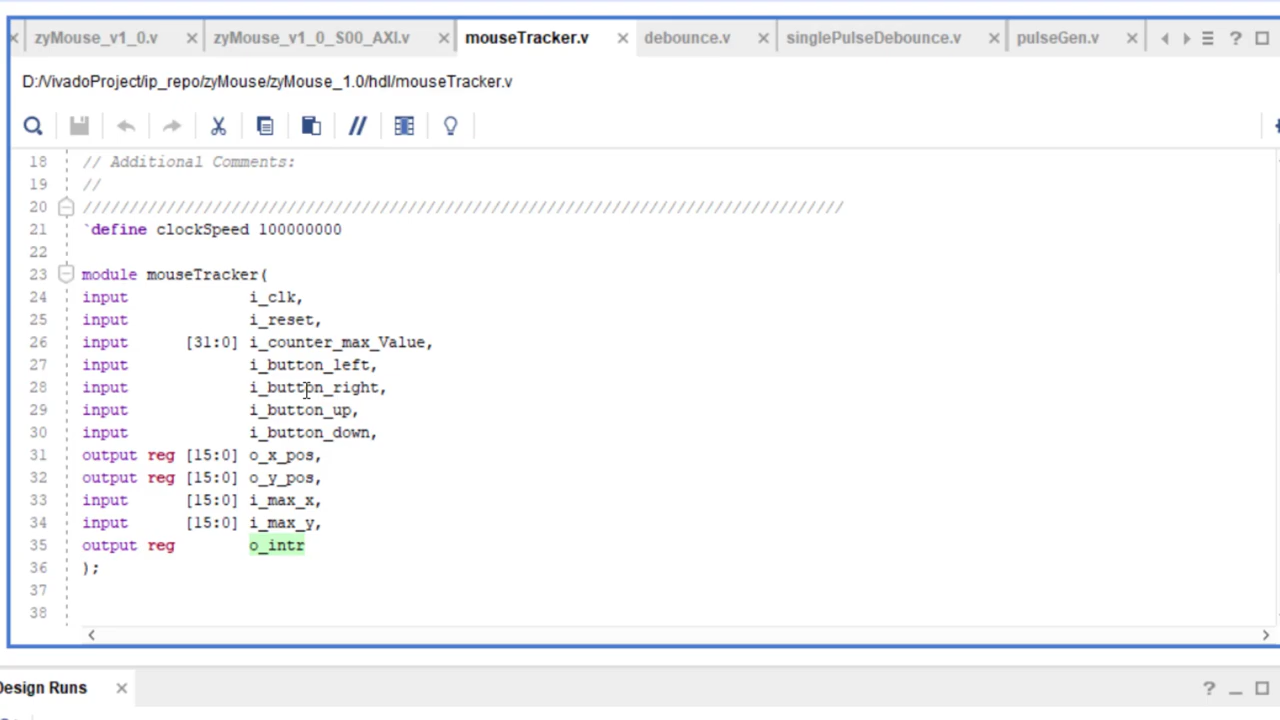 zyMouse_v1_0.v zyMouse_v1_0_S00_AXI.v mouseTracker.v debounce.v singlePulseDebounce.v pulseGen.v
D:/VivadoProject/ip_repo/zyMouse/zyMouse_1.0/hdl/mouseTracker.v
18 // Additional Comments:
19 //
20 //////////////////////////////////////////////////////////////////////////////////
21 `define clockSpeed 100000000
22
23 module mouseTracker(
24 input i_clk,
25 input i_reset,
26 input [31:0] i_counter_max_Value,
27 input i_button_left,
28 input i_button_right,
29 input i_button_up,
30 input i_button_down,
31 output reg [15:0] o_x_pos,
32 output reg [15:0] o_y_pos,
33 input [15:0] i_max_x,
34 input [15:0] i_max_y,
35 output reg o_intr
36 );
37
38
Design Runs